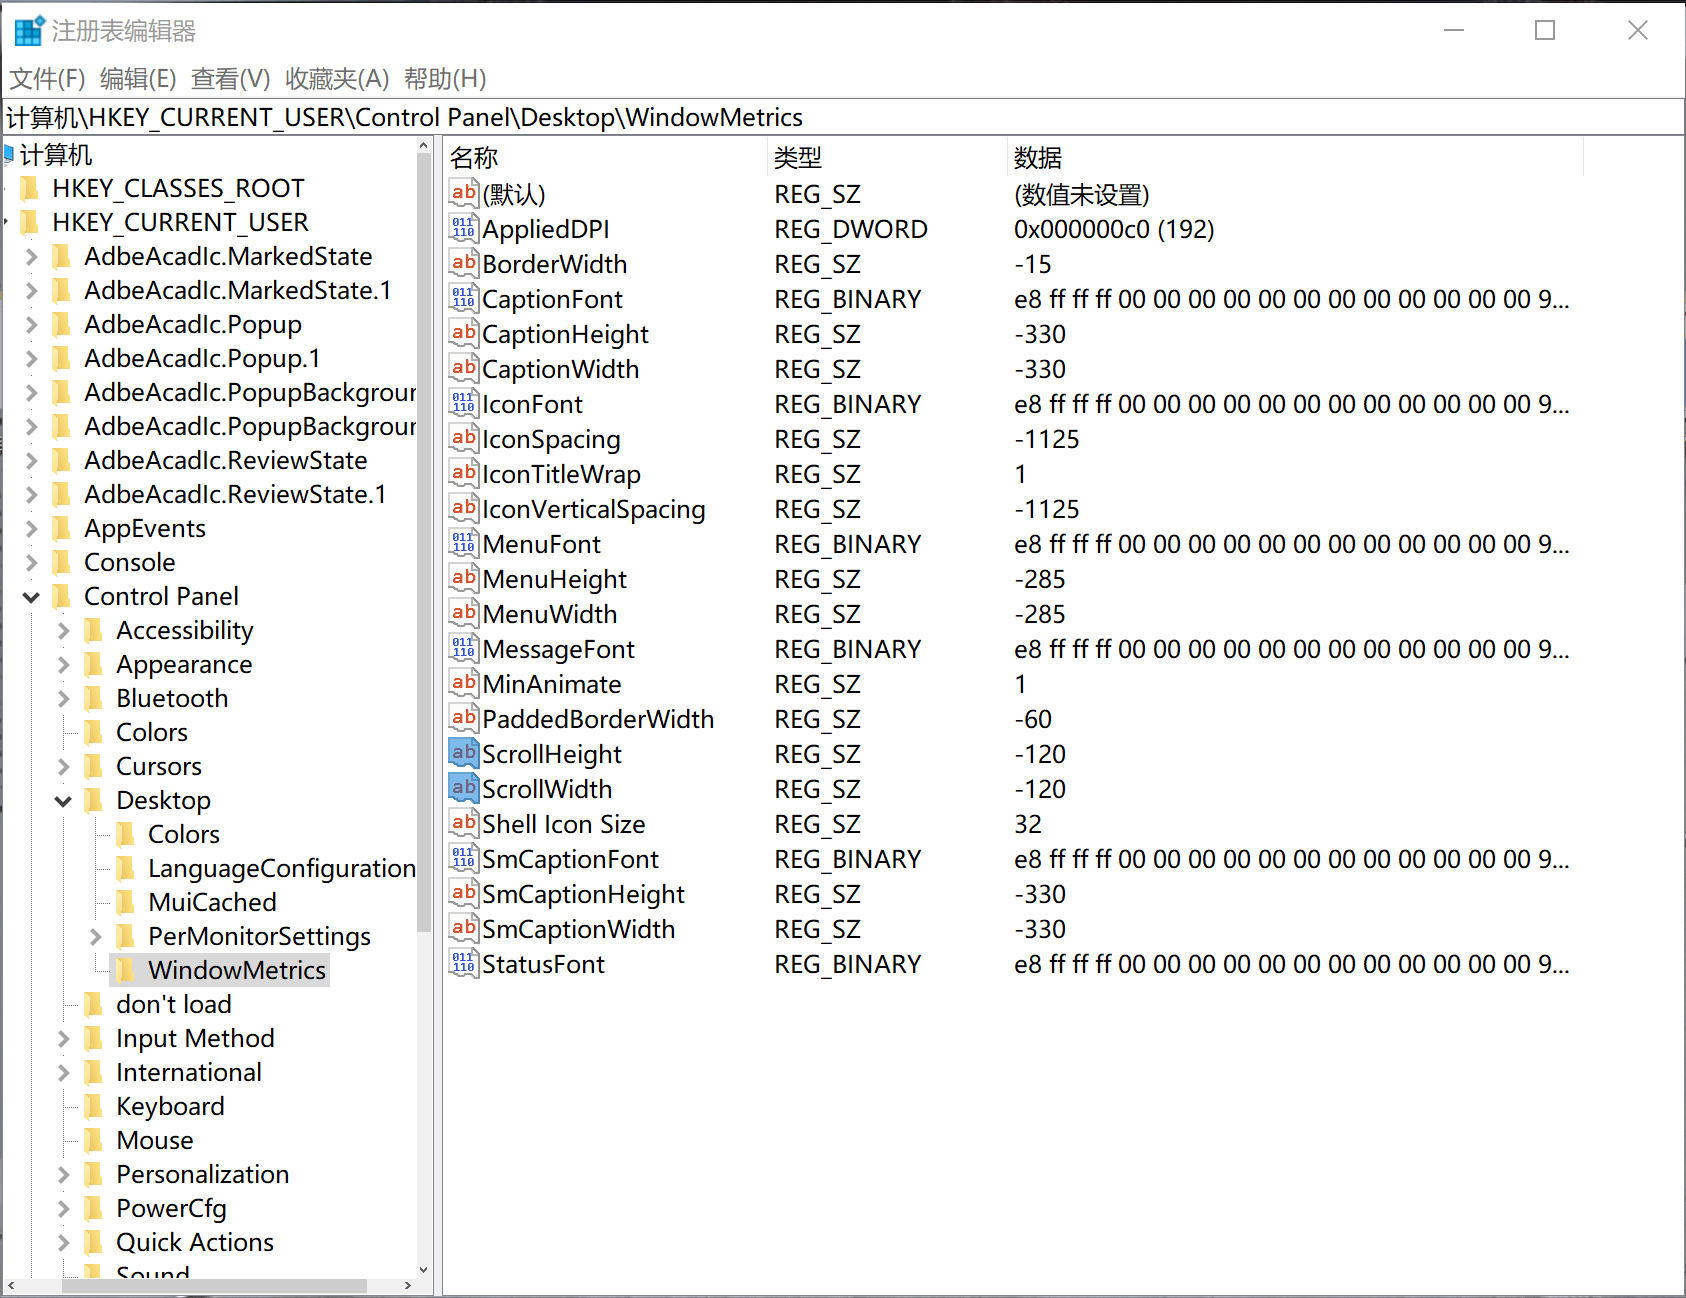 注册表编辑器
文件(F) 编辑(E) 查看(V) 收藏夹(A) 帮助(H)
计算机\HKEY_CURRENT_USER\Control Panel\Desktop\WindowMetrics
计算机
HKEY_CLASSES_ROOT
HKEY_CURRENT_USER
AdbeAcadIc.MarkedState
AdbeAcadIc.MarkedState.1
AdbeAcadIc.Popup
AdbeAcadIc.Popup.1
AdbeAcadIc.PopupBackgrour
AdbeAcadIc.PopupBackgrour
AdbeAcadIc.ReviewState
AdbeAcadIc.ReviewState.1
AppEvents
Console
Control Panel
Accessibility
Appearance
Bluetooth
Colors
Cursors
Desktop
Colors
LanguageConfiguration
MuiCached
PerMonitorSettings
WindowMetrics
don't load
Input Method
International
Keyboard
Mouse
Personalization
PowerCfg
Quick Actions
Sound
名称 类型 数据
(默认) REG_SZ (数值未设置)
AppliedDPI REG_DWORD 0x000000c0 (192)
BorderWidth REG_SZ -15
CaptionFont REG_BINARY e8 ff ff ff 00 00 00 00 00 00 00 00 00 00 00 00 9...
CaptionHeight REG_SZ -330
CaptionWidth REG_SZ -330
IconFont REG_BINARY e8 ff ff ff 00 00 00 00 00 00 00 00 00 00 00 00 9...
IconSpacing REG_SZ -1125
IconTitleWrap REG_SZ 1
IconVerticalSpacing REG_SZ -1125
MenuFont REG_BINARY e8 ff ff ff 00 00 00 00 00 00 00 00 00 00 00 00 9...
MenuHeight REG_SZ -285
MenuWidth REG_SZ -285
MessageFont REG_BINARY e8 ff ff ff 00 00 00 00 00 00 00 00 00 00 00 00 9...
MinAnimate REG_SZ 1
PaddedBorderWidth REG_SZ -60
ScrollHeight REG_SZ -120
ScrollWidth REG_SZ -120
Shell Icon Size REG_SZ 32
SmCaptionFont REG_BINARY e8 ff ff ff 00 00 00 00 00 00 00 00 00 00 00 00 9...
SmCaptionHeight REG_SZ -330
SmCaptionWidth REG_SZ -330
StatusFont REG_BINARY e8 ff ff ff 00 00 00 00 00 00 00 00 00 00 00 00 9...